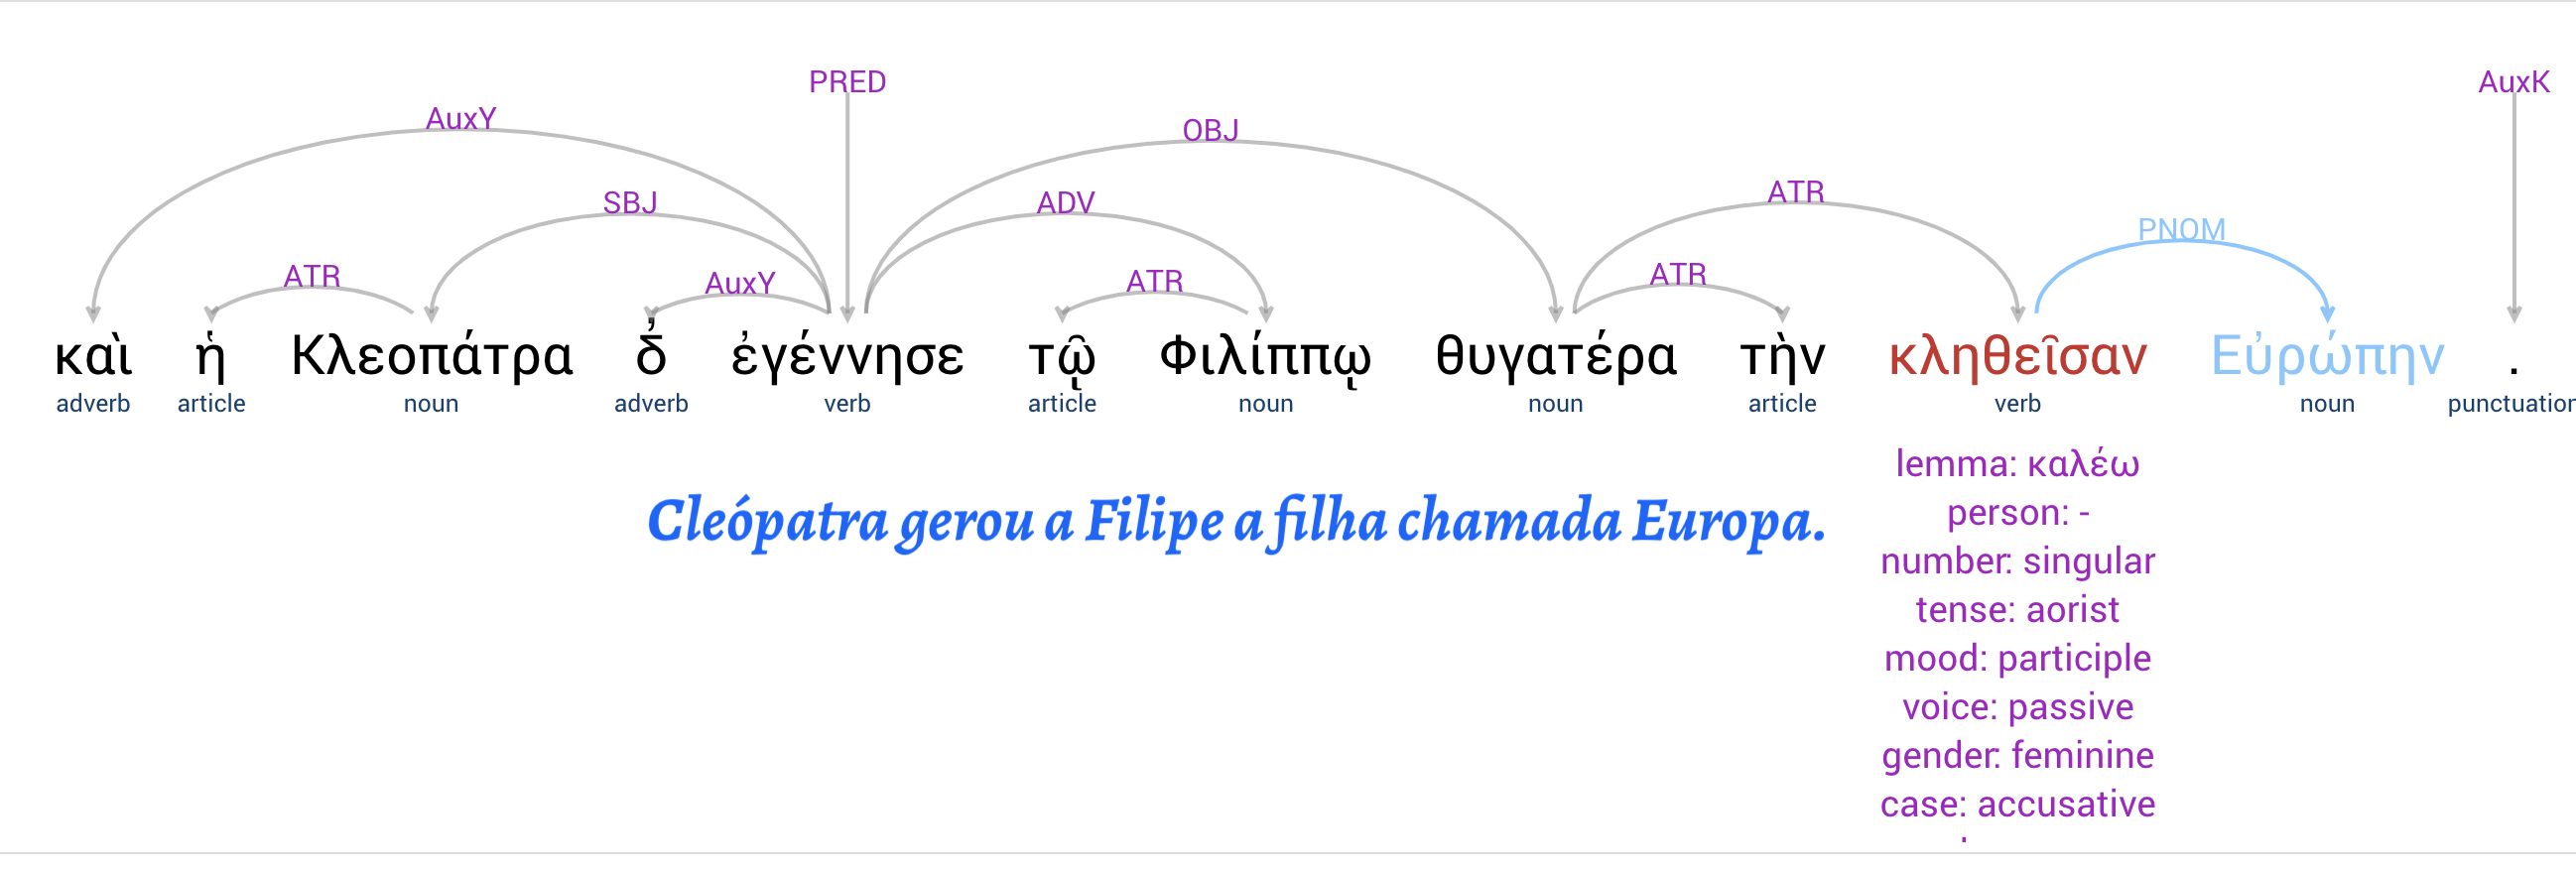 PRED AuxK
AuxY OBJ
SBJ ADV ATR PNOM
ATR AuxY ATR ATR
καὶ ἡ Κλεοπάτρα δ̓ ἐγέννησε τῷ Φιλίππῳ θυγατέρα τὴν κληθεῖσαν Εὐρώπην .
adverb article noun adverb verb article noun noun article verb noun punctuation
lemma: καλέω
person: -
number: singular
tense: aorist
mood: participle
voice: passive
gender: feminine
case: accusative
Cleópatra gerou a Filipe a filha chamada Europa.